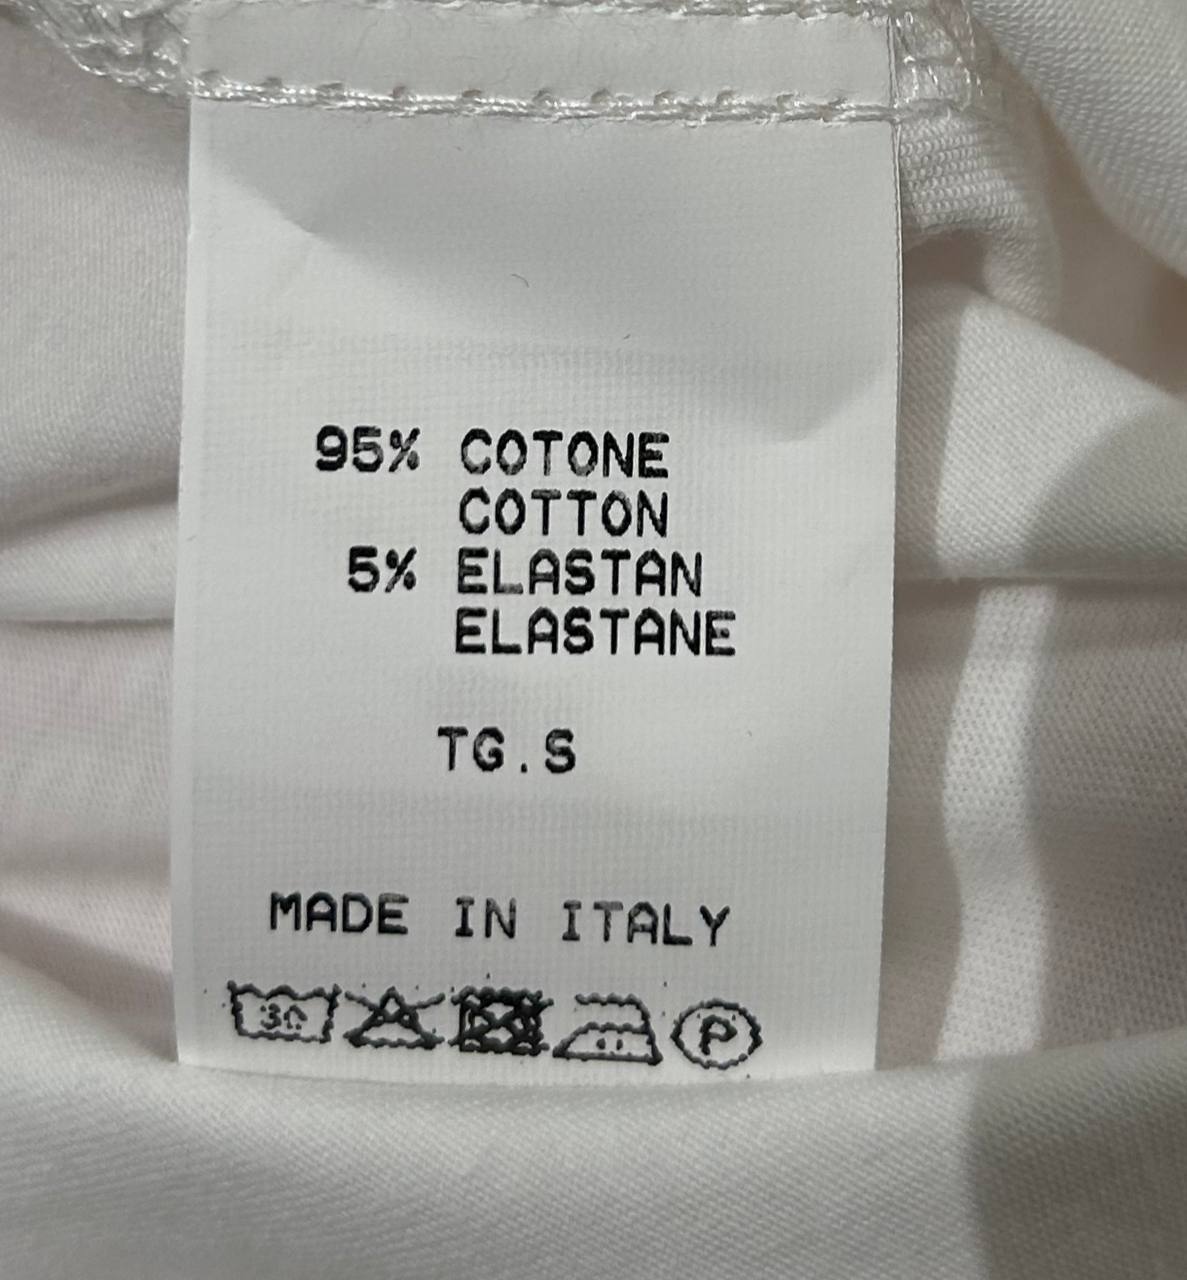 95% COTONE
COTTON
5% ELASTAN
ELASTANE
TG.S
MADE IN ITALY
30 P